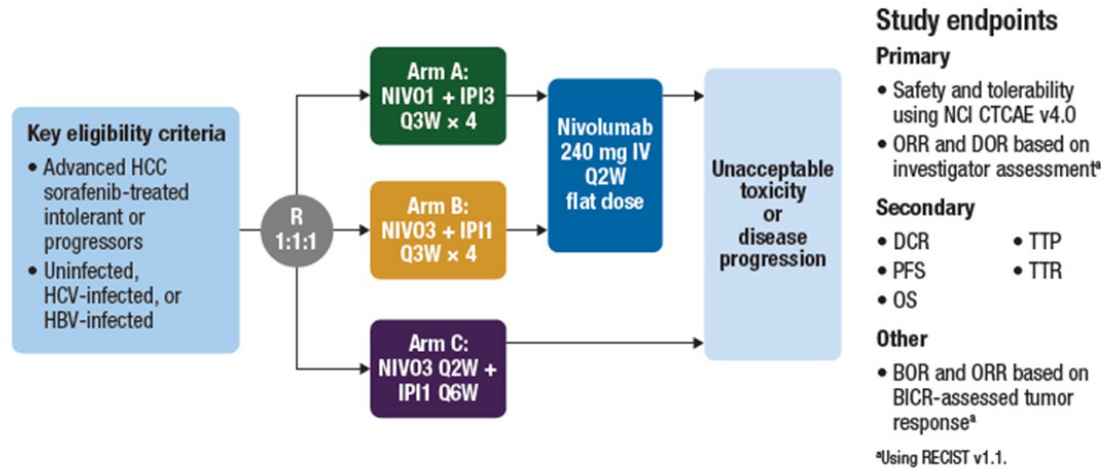 Key eligibility criteria
• Advanced HCC
sorafenib-treated
intolerant or
progressors
• Uninfected,
HCV-infected, or
HBV-infected
R
1:1:1
Arm A:
NIVO1 + IPI3
Q3W × 4
Arm B:
NIVO3 + IPI1
Q3W × 4
Arm C:
NIVO3 Q2W +
IPI1 Q6W
Nivolumab
240 mg IV
Q2W
flat dose
Unacceptable
toxicity
or
disease
progression
Study endpoints
Primary
• Safety and tolerability
using NCI CTCAE v4.0
• ORR and DOR based on
investigator assessmentᵃ
Secondary
• DCR • TTP
• PFS • TTR
• OS
Other
• BOR and ORR based on
BICR-assessed tumor
responseᵃ
ᵃUsing RECIST v1.1.